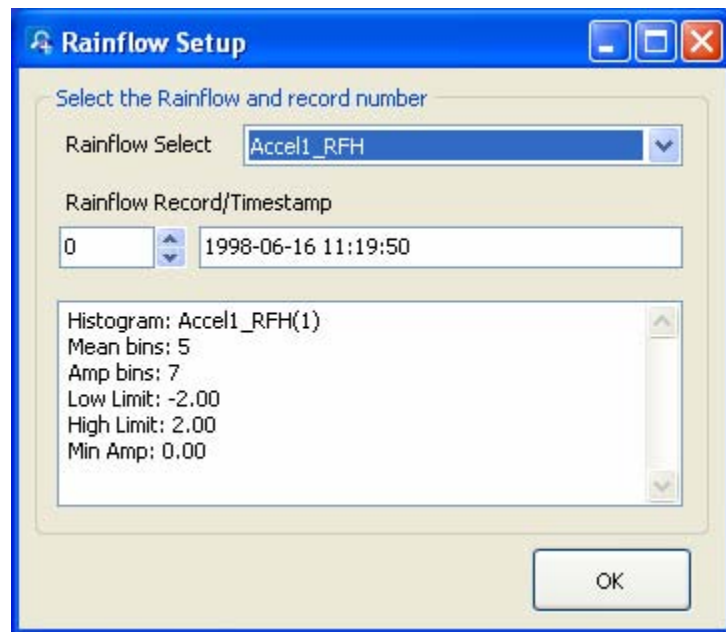 Rainflow Setup
Select the Rainflow and record number
Rainflow Select
Accel1_RFH
Rainflow Record/Timestamp
0
1998-06-16 11:19:50
Histogram: Accel1_RFH(1)
Mean bins: 5
Amp bins: 7
Low Limit: -2.00
High Limit: 2.00
Min Amp: 0.00
OK